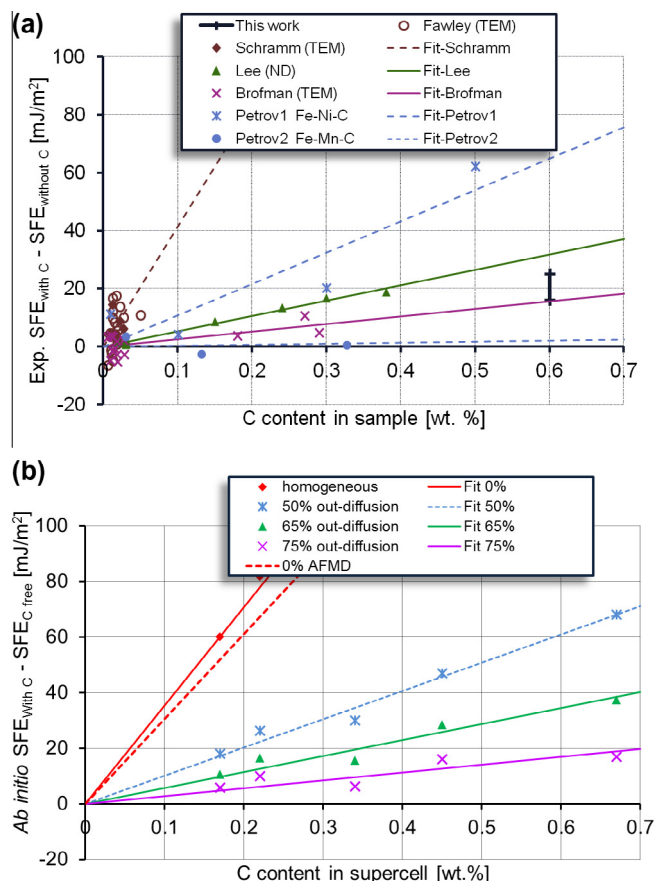 (a)
This work
Fawley (TEM)
Schramm (TEM)
Fit-Schramm
Lee (ND)
Fit-Lee
Brofman (TEM)
Fit-Brofman
Petrov1 Fe-Ni-C
Fit-Petrov1
Petrov2 Fe-Mn-C
Fit-Petrov2
Exp. SFEwith C - SFEwithout C [mJ/m²]
100
80
60
40
20
0
-20
0 0.1 0.2 0.3 0.4 0.5 0.6 0.7
C content in sample [wt. %]
(b)
homogeneous
Fit 0%
50% out-diffusion
Fit 50%
65% out-diffusion
Fit 65%
75% out-diffusion
Fit 75%
0% AFMD
Ab initio SFEWith C - SFEC free [mJ/m²]
100
80
60
40
20
0
-20
0 0.1 0.2 0.3 0.4 0.5 0.6 0.7
C content in supercell [wt.%]